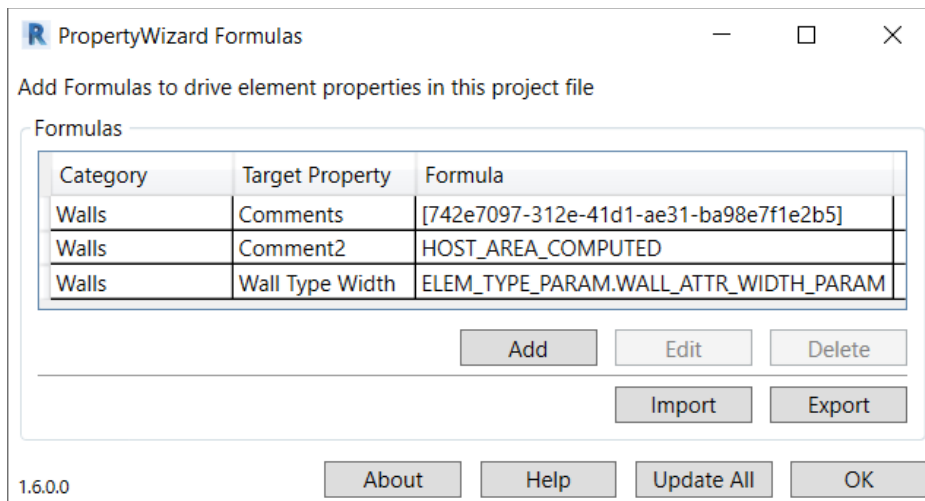 PropertyWizard Formulas
Add Formulas to drive element properties in this project file
Formulas
Category Target Property Formula
Walls Comments [742e7097-312e-41d1-ae31-ba98e7f1e2b5]
Walls Comment2 HOST_AREA_COMPUTED
Walls Wall Type Width ELEM_TYPE_PARAM.WALL_ATTR_WIDTH_PARAM
Add Edit Delete
Import Export
1.6.0.0 About Help Update All OK